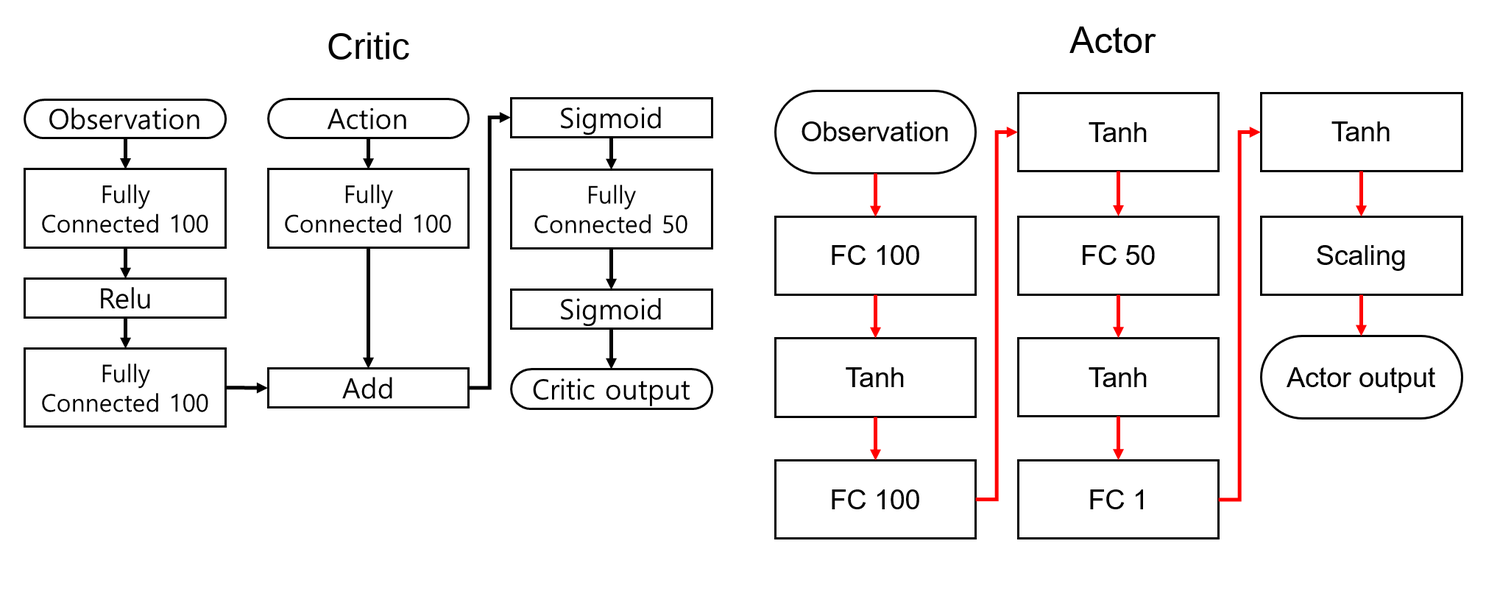 Critic
Observation
Fully
Connected 100
Relu
Fully
Connected 100
Action
Fully
Connected 100
Add
Sigmoid
Fully
Connected 50
Sigmoid
Critic output
Actor
Observation
FC 100
Tanh
FC 100
Tanh
FC 50
Tanh
FC 1
Tanh
Scaling
Actor output